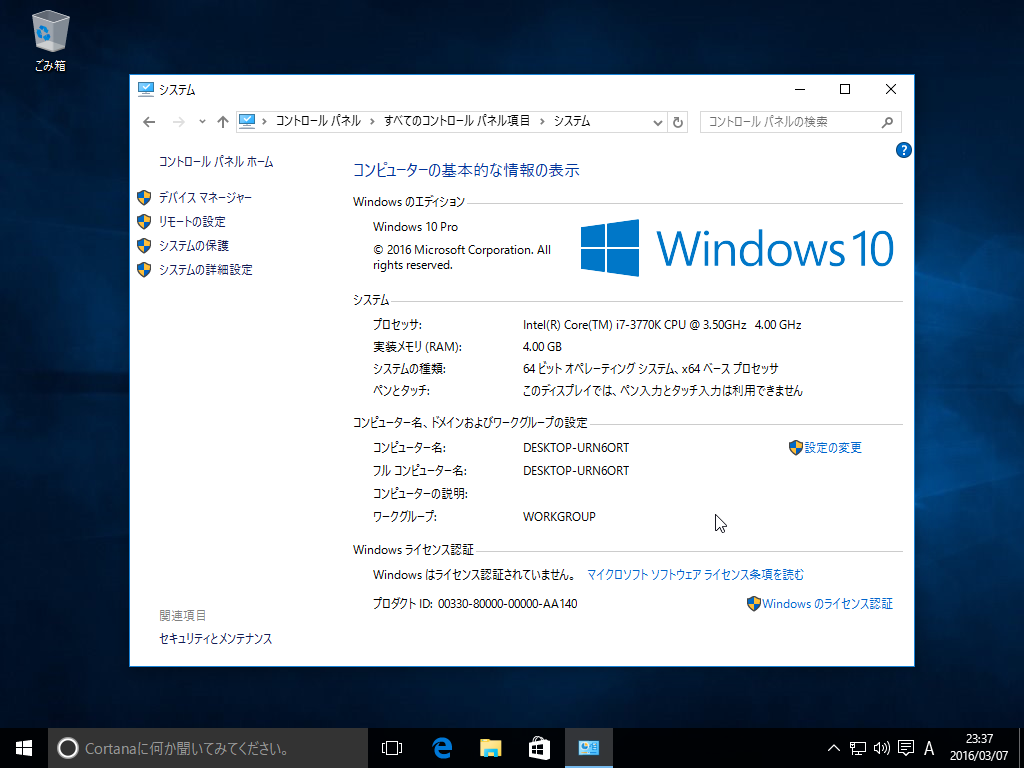 ごみ箱
システム
コントロール パネル > すべてのコントロール パネル項目 > システム
コントロール パネルの検索
コントロール パネル ホーム
デバイス マネージャー
リモートの設定
システムの保護
システムの詳細設定
関連項目
セキュリティとメンテナンス
?
コンピューターの基本的な情報の表示
Windows のエディション
Windows 10 Pro
© 2016 Microsoft Corporation. All
rights reserved.
Windows 10
システム
プロセッサ: Intel(R) Core(TM) i7-3770K CPU @ 3.50GHz 4.00 GHz
実装メモリ (RAM): 4.00 GB
システムの種類: 64 ビット オペレーティング システム、x64 ベース プロセッサ
ペンとタッチ: このディスプレイでは、ペン入力とタッチ入力は利用できません
コンピューター名、ドメインおよびワークグループの設定
コンピューター名: DESKTOP-URN6ORT 設定の変更
フル コンピューター名: DESKTOP-URN6ORT
コンピューターの説明:
ワークグループ: WORKGROUP
Windows ライセンス認証
Windows はライセンス認証されていません。 マイクロソフト ソフトウェア ライセンス条項を読む
プロダクト ID: 00330-80000-00000-AA140 Windows のライセンス認証
Cortanaに何か聞いてみてください。
A
23:37
2016/03/07